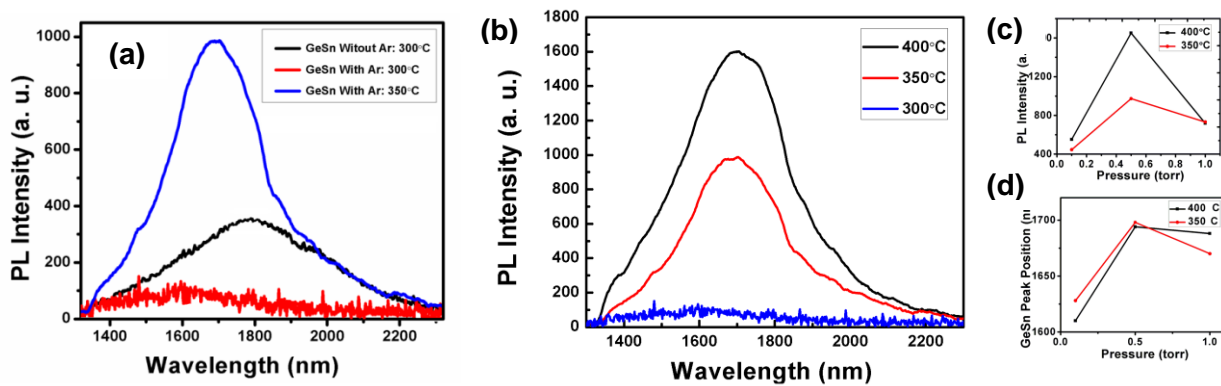 (a)
GeSn Witout Ar: 300°C
GeSn With Ar: 300°C
GeSn With Ar: 350°C
PL Intensity (a. u.)
1000
800
600
400
200
0
1400 1600 1800 2000 2200
Wavelength (nm)
(b)
400°C
350°C
300°C
PL Intensity (a. u.)
1800
1600
1400
1200
1000
800
600
400
200
0
1400 1600 1800 2000 2200
Wavelength (nm)
(c)
400°C
350°C
PL Intensity (a.
0
1200
800
400
0.0 0.2 0.4 0.6 0.8 1.0
Pressure (torr)
(d)
400 C
350 C
GeSn Peak Position (n
1700
1650
1600
0.0 0.5 1.0
Pressure (torr)